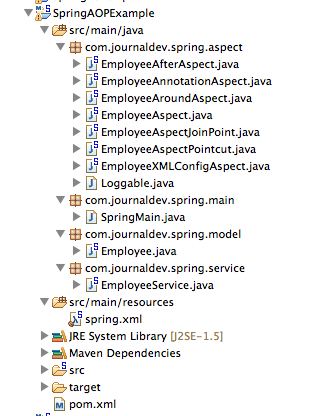 SpringAOPExample
src/main/java
com.journaldev.spring.aspect
EmployeeAfterAspect.java
EmployeeAnnotationAspect.java
EmployeeAroundAspect.java
EmployeeAspect.java
EmployeeAspectJoinPoint.java
EmployeeAspectPointcut.java
EmployeeXMLConfigAspect.java
Loggable.java
com.journaldev.spring.main
SpringMain.java
com.journaldev.spring.model
Employee.java
com.journaldev.spring.service
EmployeeService.java
src/main/resources
spring.xml
JRE System Library [J2SE-1.5]
Maven Dependencies
src
target
pom.xml